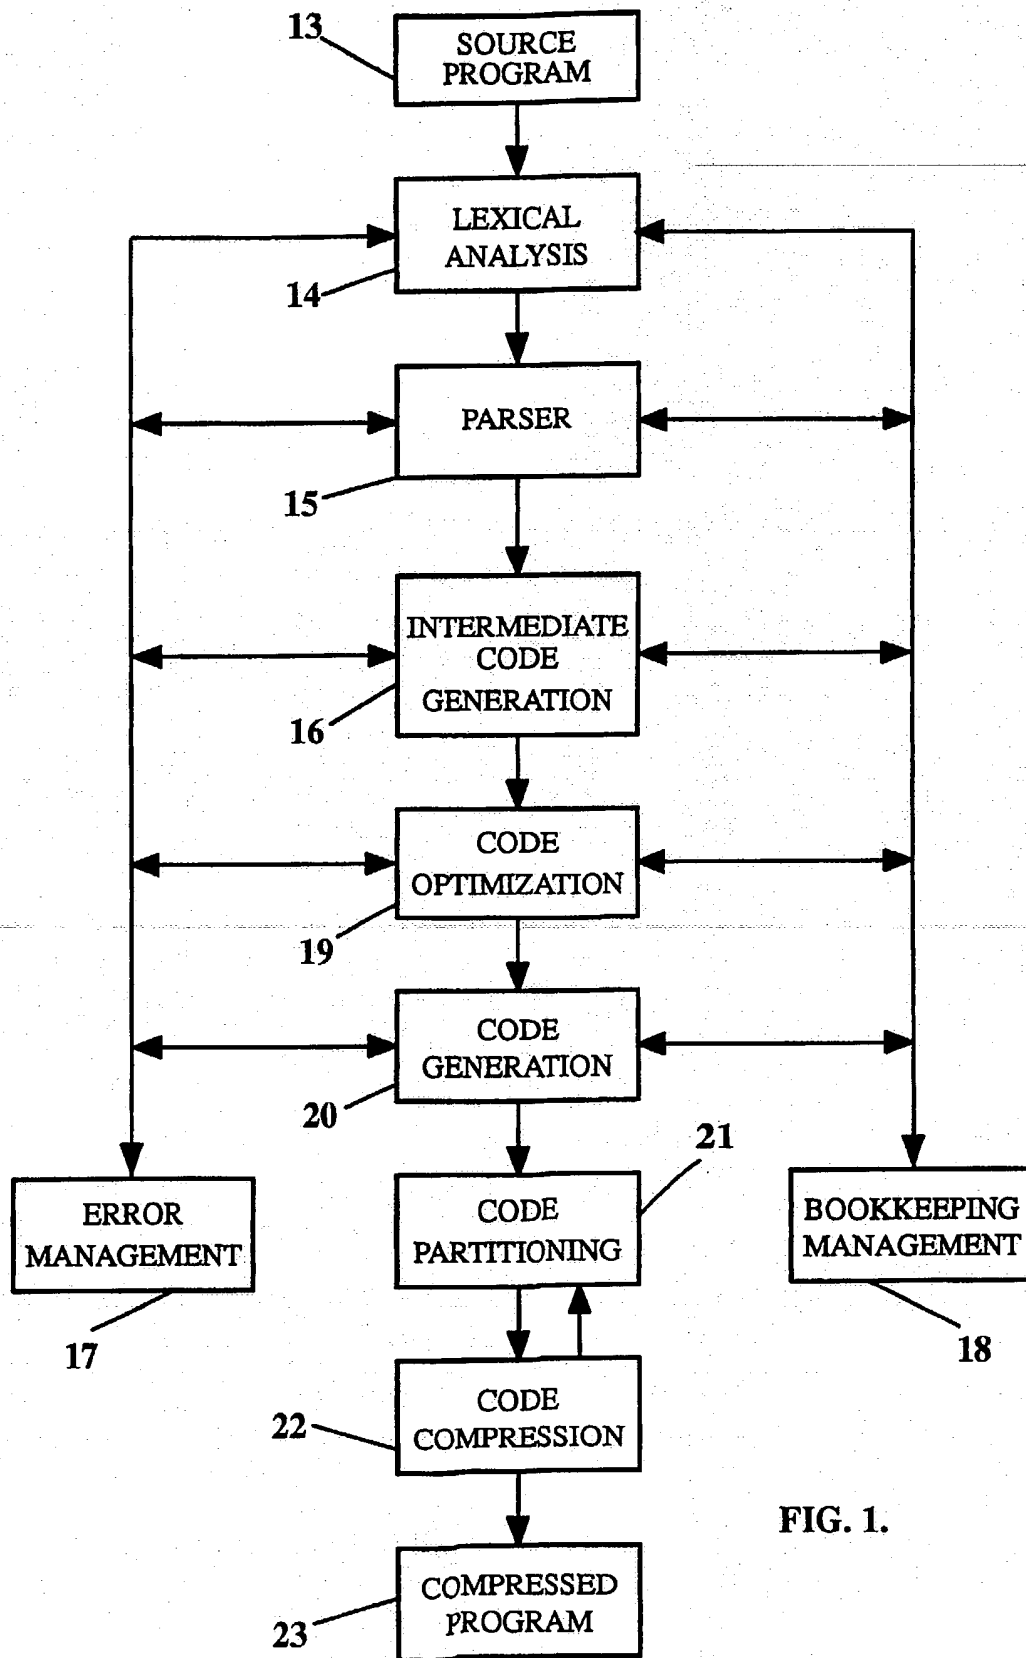 13
SOURCE
PROGRAM
LEXICAL
ANALYSIS
14
PARSER
15
INTERMEDIATE
CODE
GENERATION
16
CODE
OPTIMIZATION
19
CODE
GENERATION
20
21
ERROR
MANAGEMENT
17
CODE
PARTITIONING
BOOKKEEPING
MANAGEMENT
18
CODE
COMPRESSION
22
FIG. 1.
COMPRESSED
PROGRAM
23